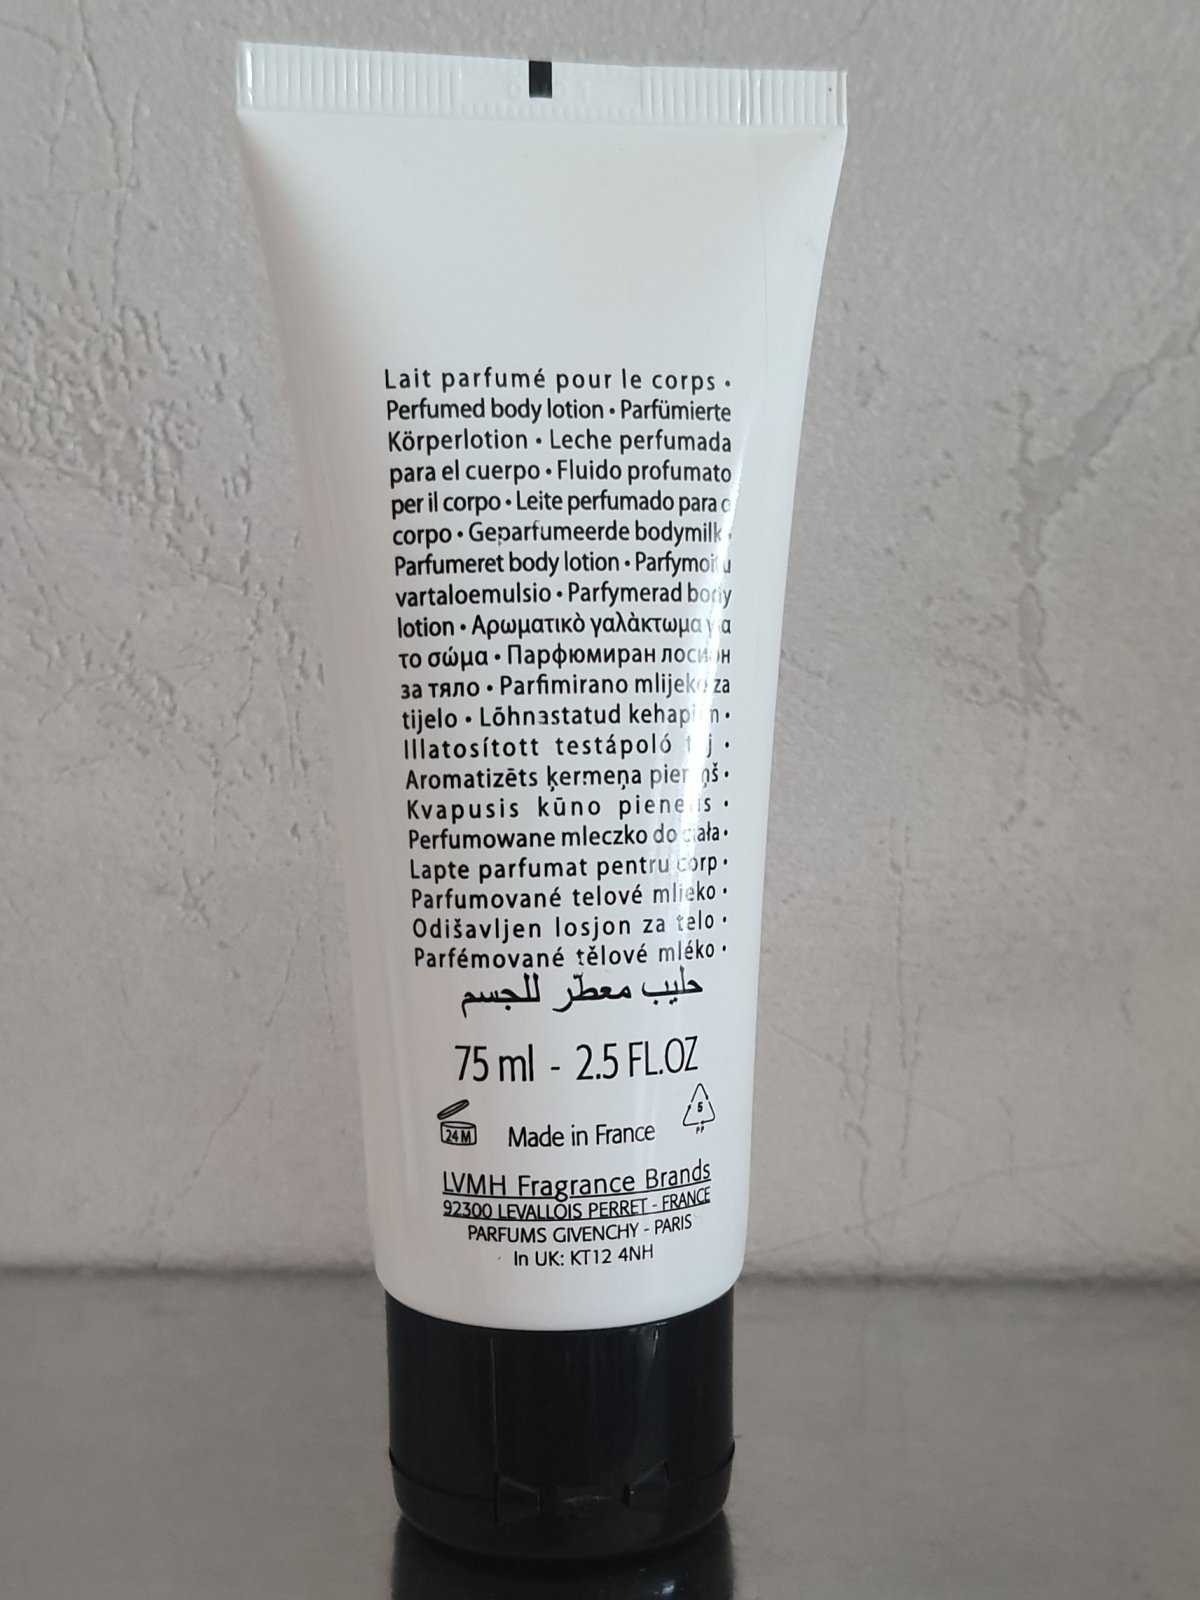 Lait parfumé pour le corps •
Perfumed body lotion • Parfümierte
Körperlotion • Leche perfumada
para el cuerpo • Fluido profumato
per il corpo • Leite perfumado para o
corpo • Geparfumeerde bodymilk •
Parfumeret body lotion • Parfymoitu
vartaloemulsio • Parfymerad body
lotion • Αρωματικὸ γαλὰκτωμα για
το σώμα • Парфюмиран лосион
за тяло • Parfimirano mlijeko za
tijelo • Lõhnastatud kehapiim •
Illatosított testápoló tej •
Aromatizēts ķermeņa pieniņš •
Kvapusis kūno pienelis •
Perfumowane mleczko do ciała •
Lapte parfumat pentru corp •
Parfumované telové mlieko •
Odišavljen losjon za telo •
Parfémované tělové mléko •
حليب معطّر للجسم
75 ml - 2.5 FL.OZ
24 M Made in France 5 PP
LVMH Fragrance Brands
92300 LEVALLOIS PERRET - FRANCE
PARFUMS GIVENCHY - PARIS
In UK: KT12 4NH